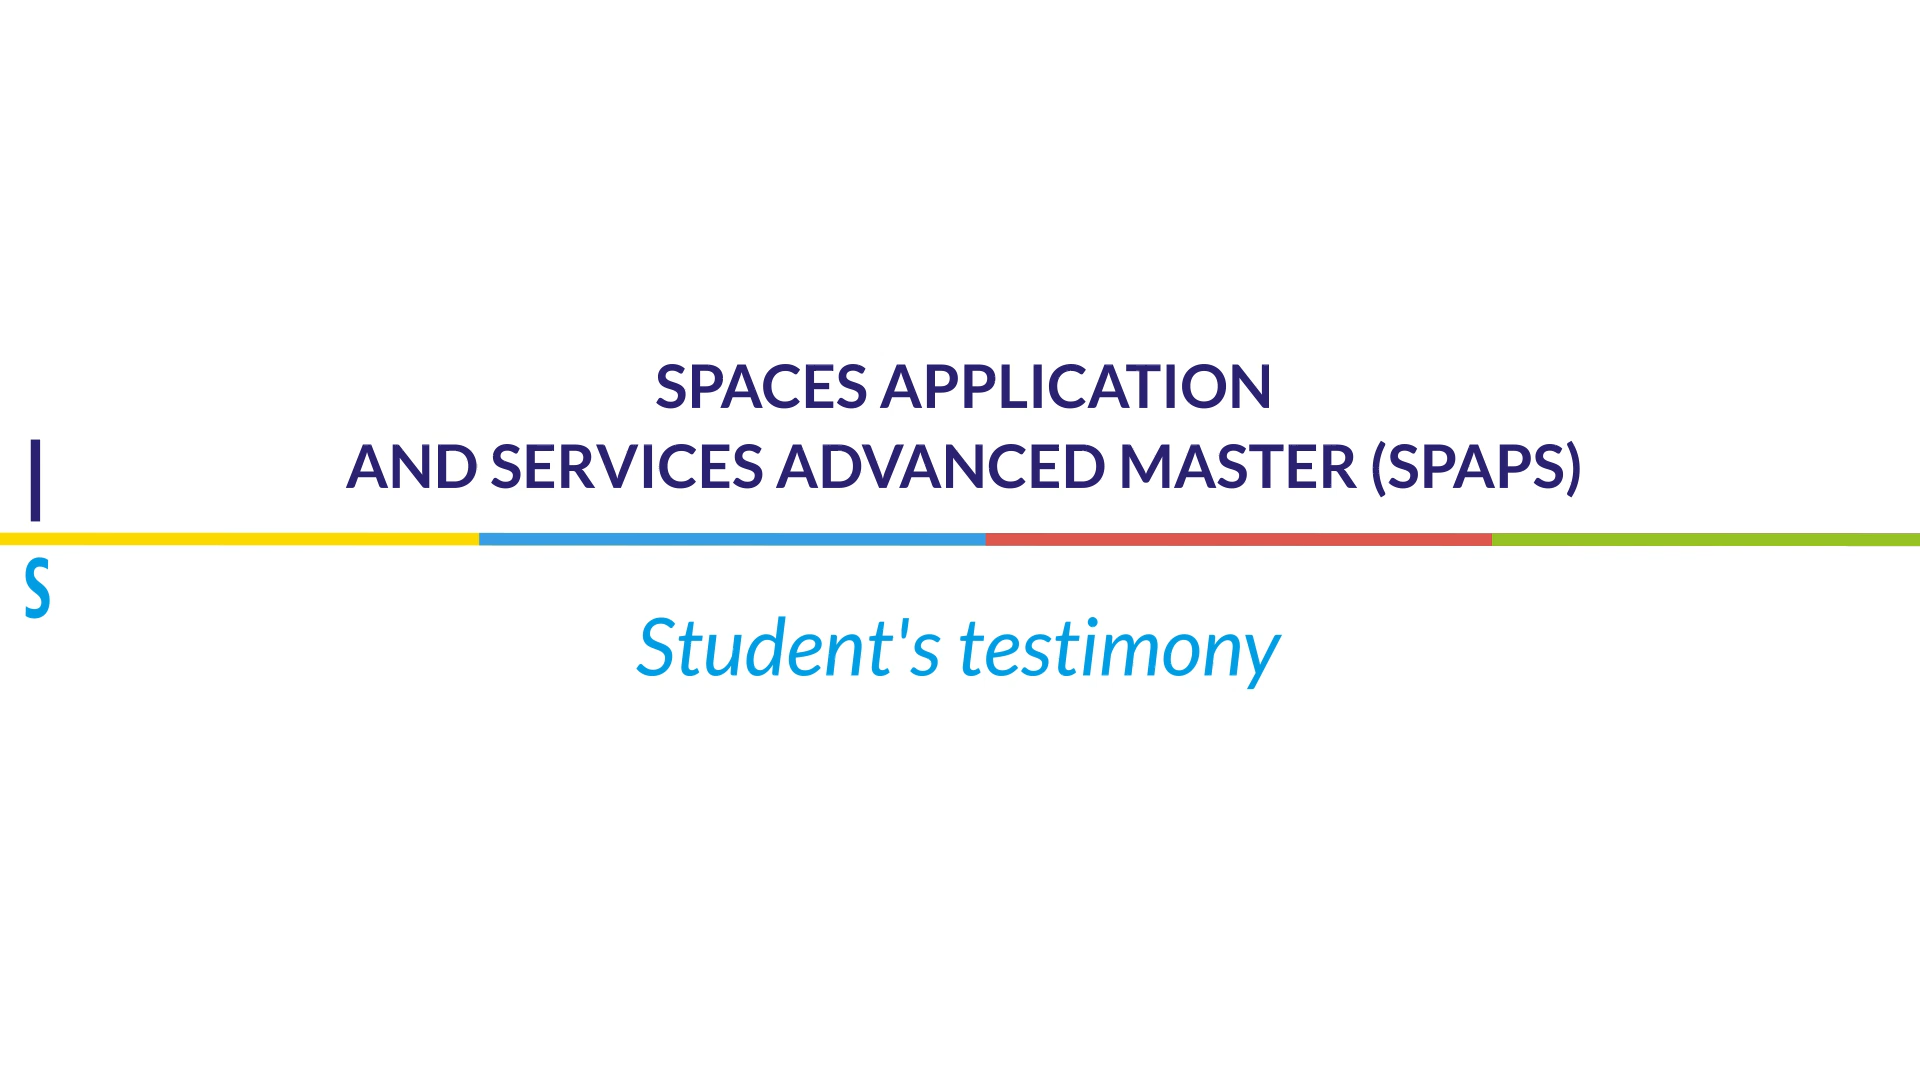 SPACES APPLICATION
AND SERVICES ADVANCED MASTER (SPAPS)
I
S
Student's testimony